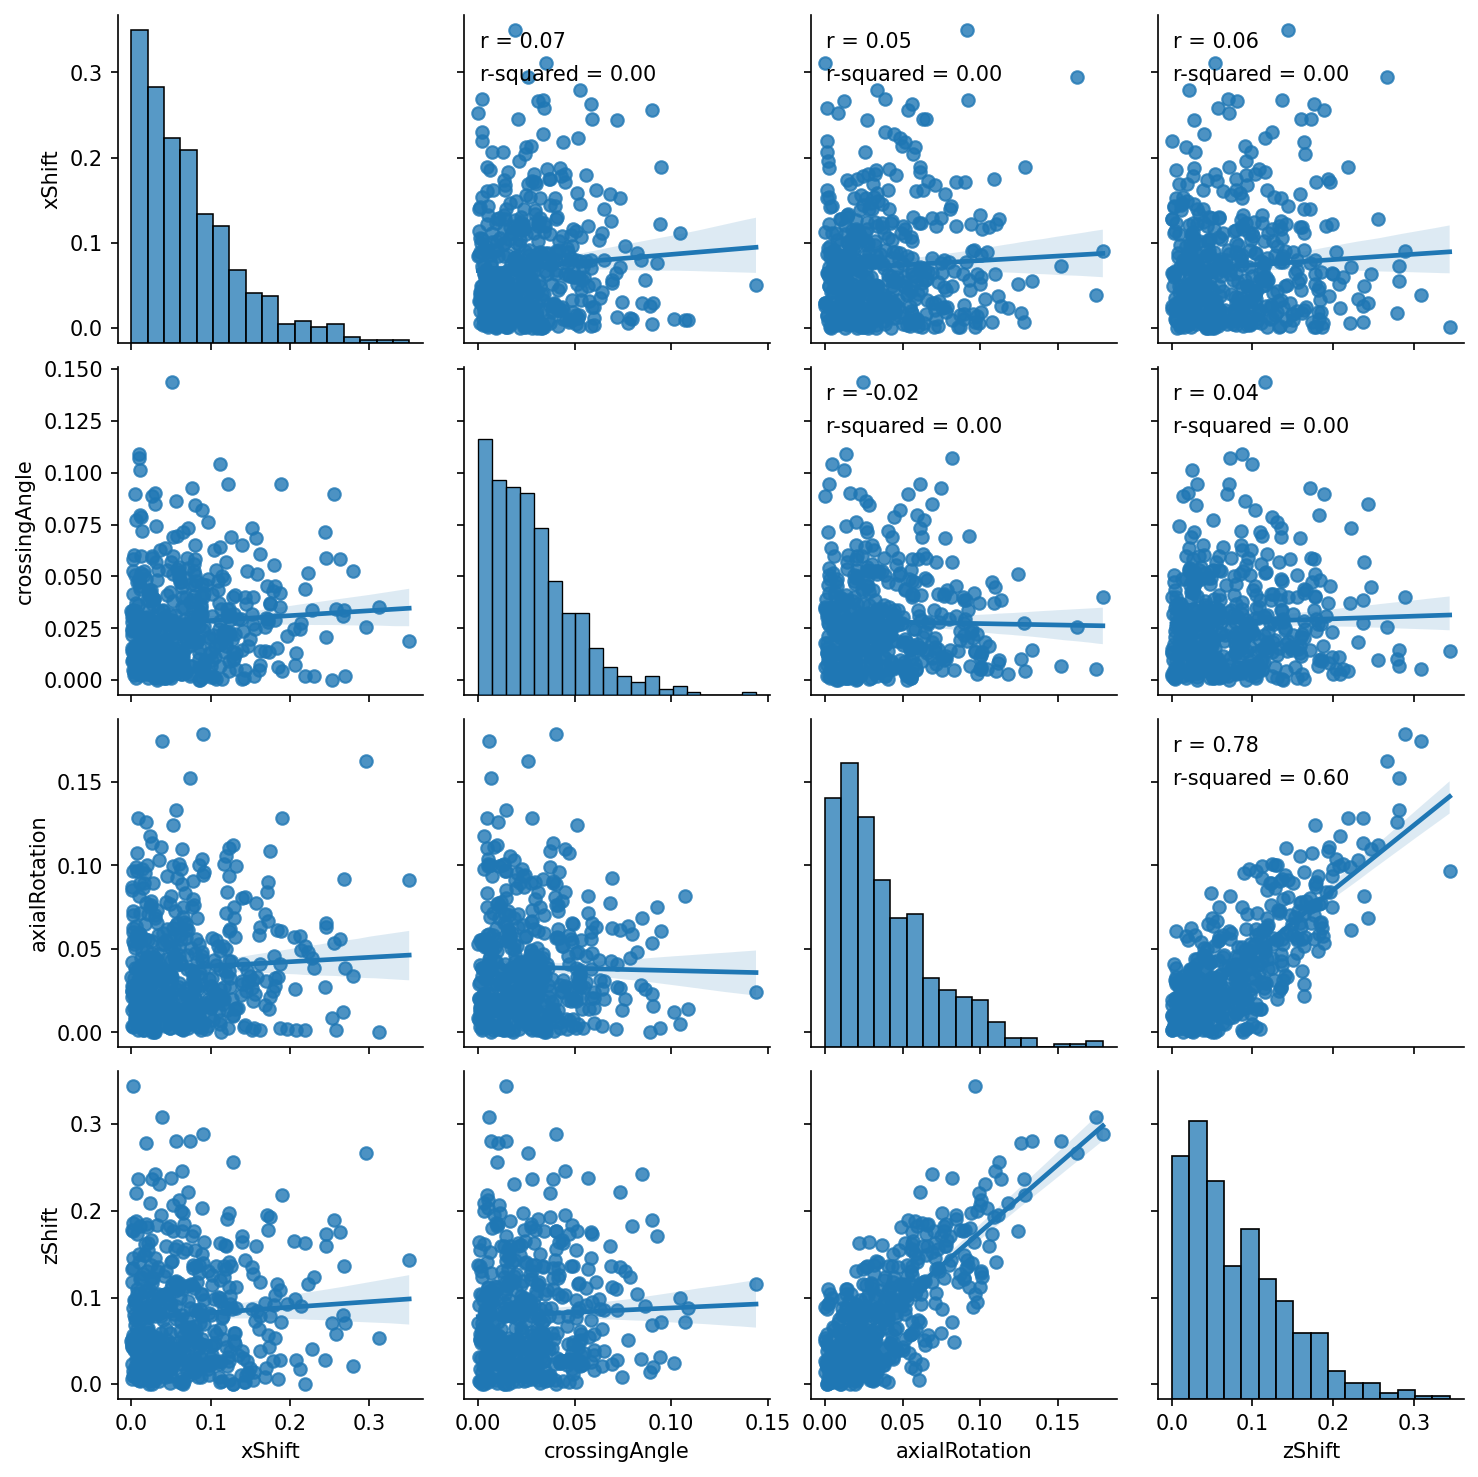 r = 0.07
r-squared = 0.00
r = 0.05
r-squared = 0.00
r = 0.06
r-squared = 0.00
xShift
0.3
0.2
0.1
0.0
r = -0.02
r-squared = 0.00
r = 0.04
r-squared = 0.00
crossingAngle
0.150
0.125
0.100
0.075
0.050
0.025
0.000
r = 0.78
r-squared = 0.60
axialRotation
0.15
0.10
0.05
0.00
zShift
0.3
0.2
0.1
0.0
0.0 0.1 0.2 0.3
xShift
0.00 0.05 0.10 0.15
crossingAngle
0.00 0.05 0.10 0.15
axialRotation
0.0 0.1 0.2 0.3
zShift